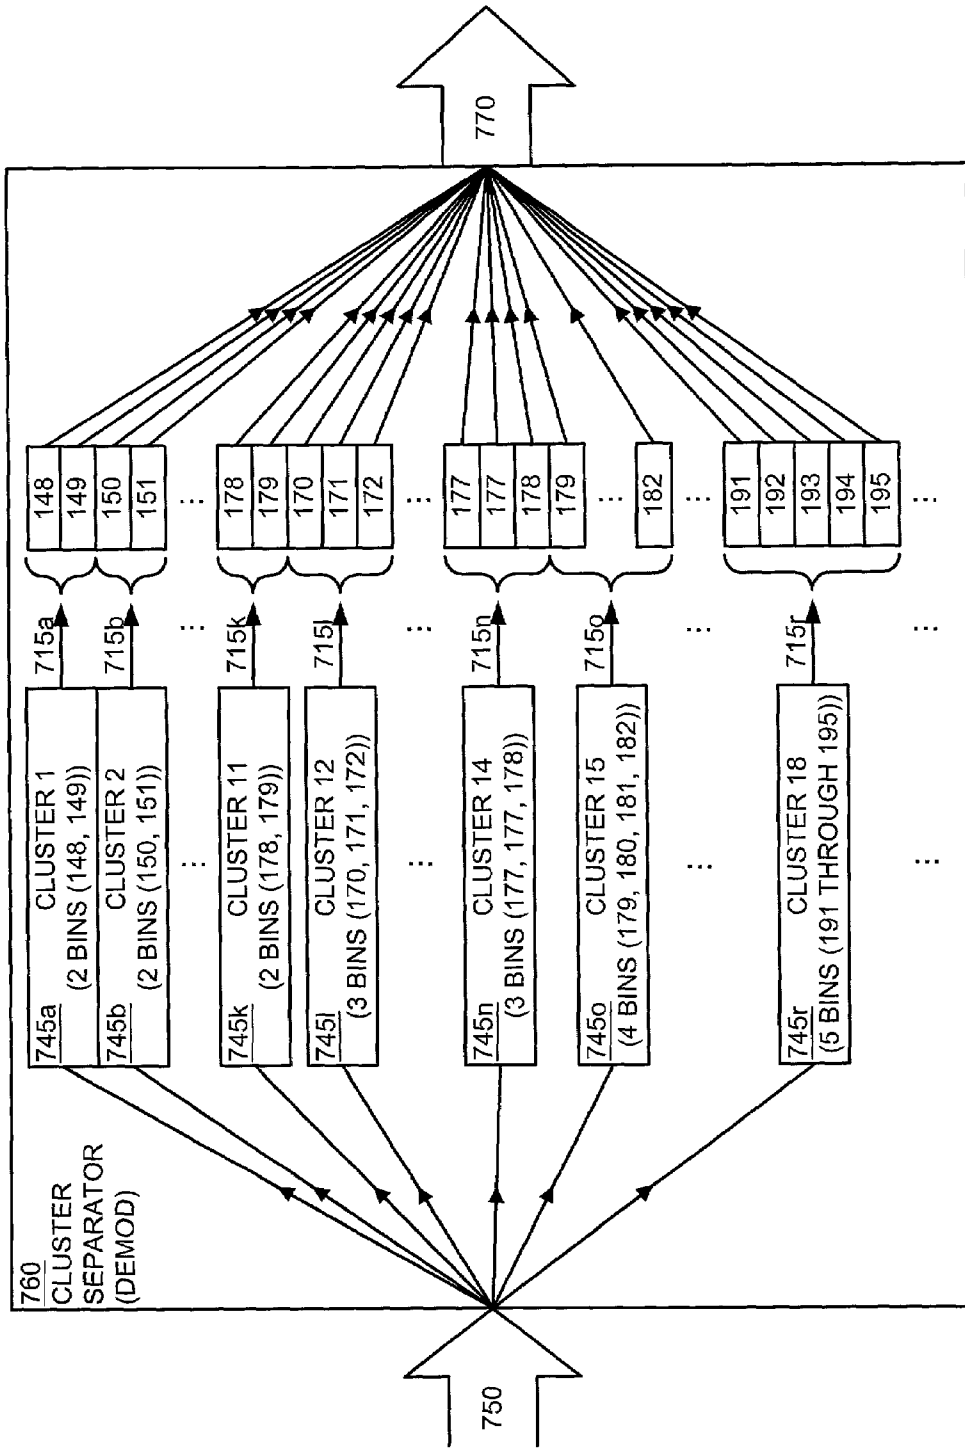 760
CLUSTER
SEPARATOR
(DEMOD)
750
745a CLUSTER 1
(2 BINS (148, 149))
745b CLUSTER 2
(2 BINS (150, 151))
...
745k CLUSTER 11
(2 BINS (178, 179))
745l CLUSTER 12
(3 BINS (170, 171, 172))
...
745n CLUSTER 14
(3 BINS (177, 177, 178))
745o CLUSTER 15
(4 BINS (179, 180, 181, 182))
...
745r CLUSTER 18
(5 BINS (191 THROUGH 195))
...
715a
715b
...
715k
715l
...
715n
715o
...
715r
...
148
149
150
151
...
178
179
170
171
172
...
177
177
178
179
...
182
...
191
192
193
194
195
...
770